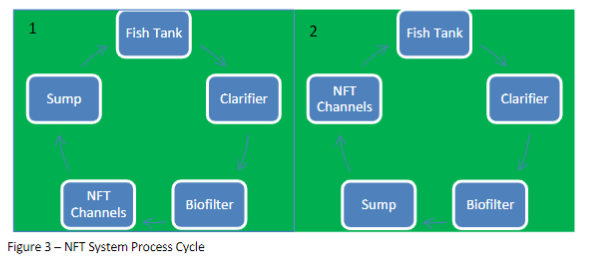 1
Fish Tank
Clarifier
Biofilter
NFT
Channels
Sump
2
Fish Tank
Clarifier
Biofilter
Sump
NFT
Channels
Figure 3 – NFT System Process Cycle